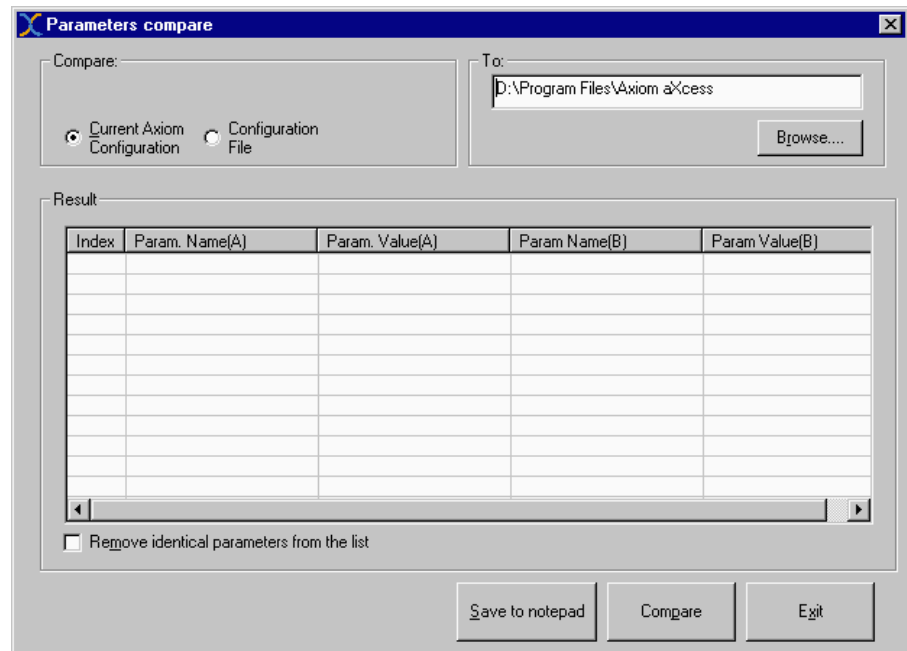 Parameters compare
Compare:
Current Axiom
Configuration
Configuration
File
To:
D:\Program Files\Axiom aXcess
Browse....
Result
Index Param. Name(A) Param. Value(A) Param Name(B) Param Value(B)
Remove identical parameters from the list
Save to notepad Compare Exit